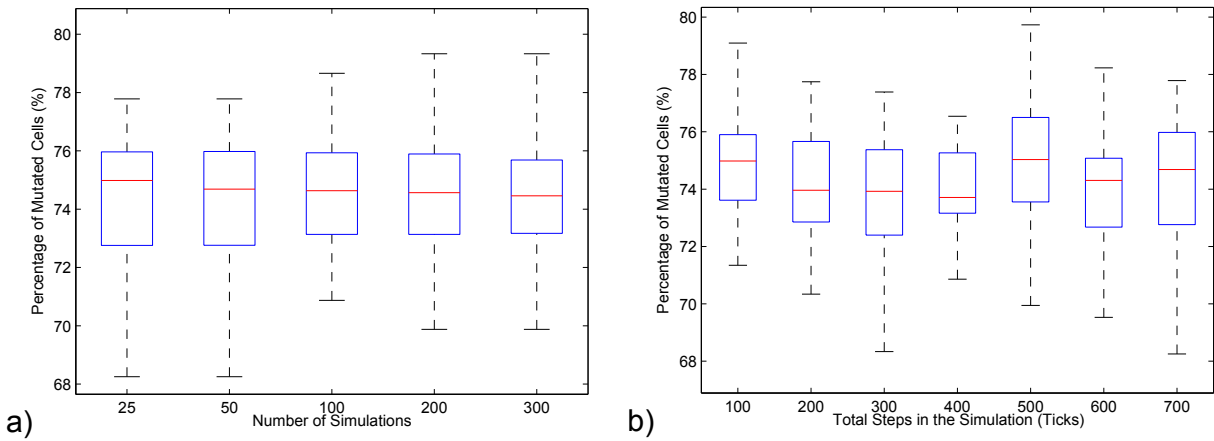 80
78
76
74
72
70
68
Percentage of Mutated Cells (%)
25 50 100 200 300
Number of Simulations
a)
80
78
76
74
72
70
68
Percentage of Mutated Cells (%)
100 200 300 400 500 600 700
Total Steps in the Simulation (Ticks)
b)